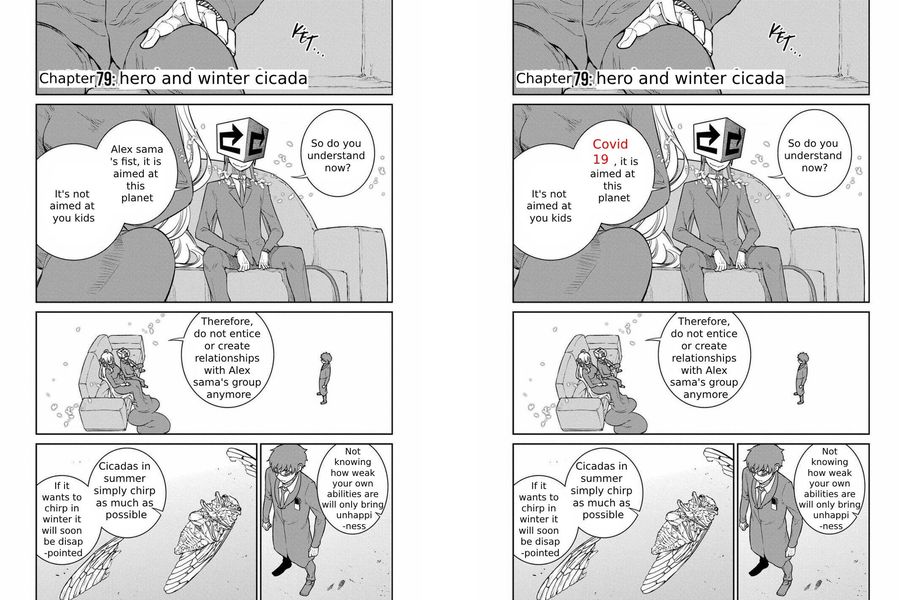 YET...
Chapter79: hero and winter cicada
So do you
understand
now?
Alex sama
's fist, it is
aimed at
this
planet
It's not
aimed at
you kids
Therefore,
do not entice
or create
relationships
with Alex
sama's group
anymore
Not
knowing
how weak
your own
abilities are
will only bring
unhappi
-ness
Cicadas in
summer
simply chirp
as much as
possible
If it
wants to
chirp in
winter it
will soon
be disap
-pointed
YET...
Chapter79: hero and winter cicada
So do you
understand
now?
Covid
19 , it is
aimed at
this
planet
It's not
aimed at
you kids
Therefore,
do not entice
or create
relationships
with Alex
sama's group
anymore
Not
knowing
how weak
your own
abilities are
will only bring
unhappi
-ness
Cicadas in
summer
simply chirp
as much as
possible
If it
wants to
chirp in
winter it
will soon
be disap
-pointed